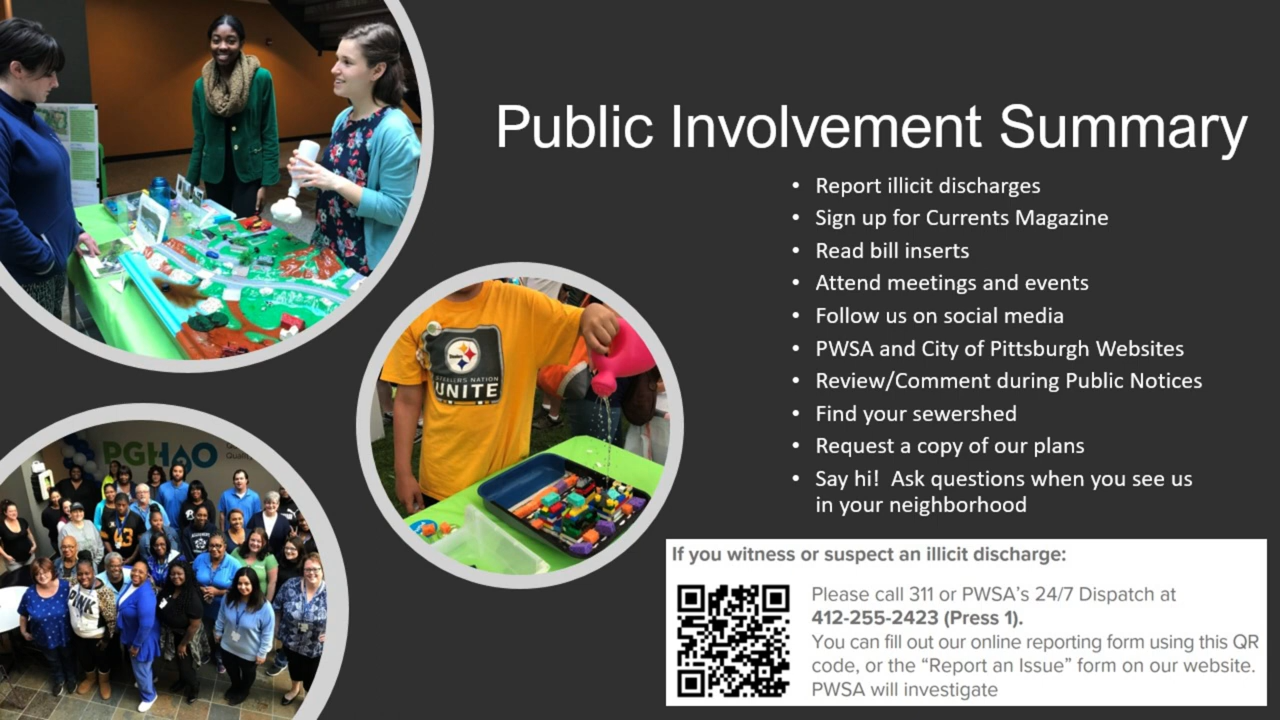 Public Involvement Summary
• Report illicit discharges
• Sign up for Currents Magazine
• Read bill inserts
• Attend meetings and events
• Follow us on social media
• PWSA and City of Pittsburgh Websites
• Review/Comment during Public Notices
• Find your sewershed
• Request a copy of our plans
• Say hi!  Ask questions when you see us
in your neighborhood
If you witness or suspect an illicit discharge:
Please call 311 or PWSA's 24/7 Dispatch at
412-255-2423 (Press 1).
You can fill out our online reporting form using this QR
code, or the “Report an Issue” form on our website.
PWSA will investigate
Steelers
NATION
UNITE
PGH2O
PINK
43